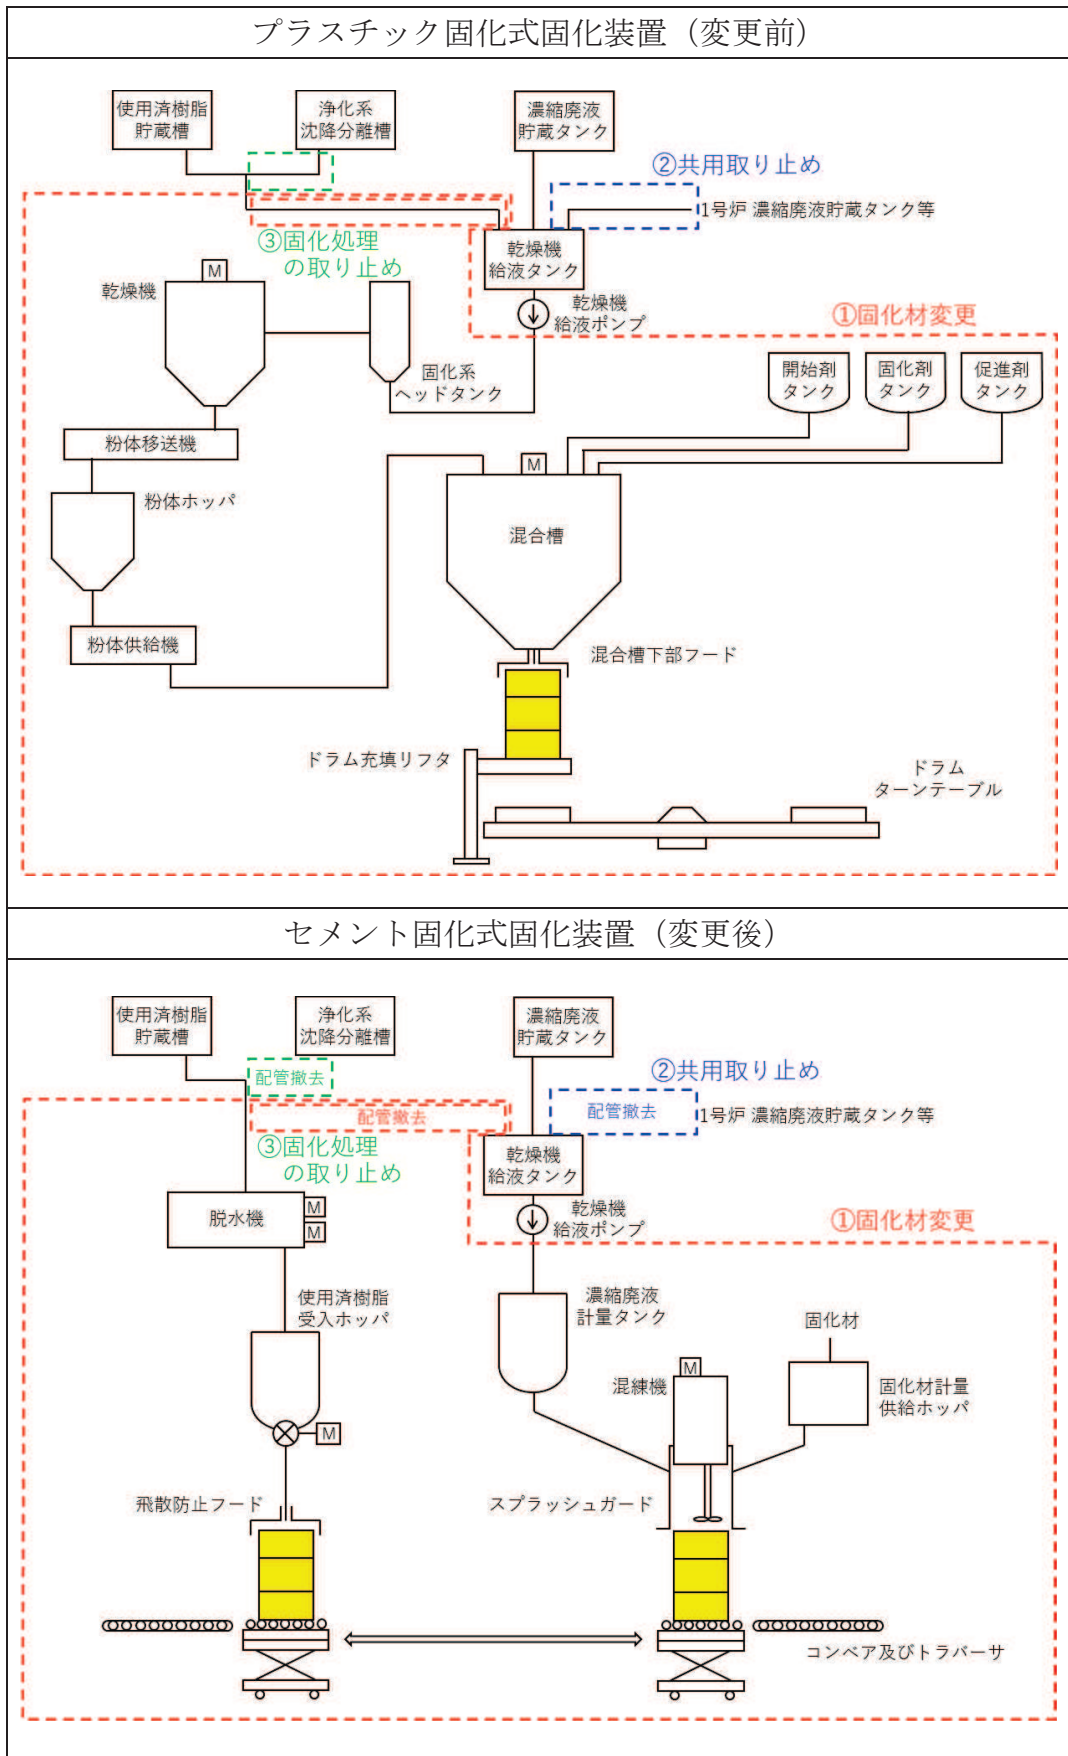 プラスチック固化式固化装置（変更前）
使用済樹脂
貯蔵槽
浄化系
沈降分離槽
濃縮廃液
貯蔵タンク
②共用取り止め
1号炉 濃縮廃液貯蔵タンク等
③固化処理
の取り止め
乾燥機
給液タンク
M
乾燥機
乾燥機
給液ポンプ
①固化材変更
固化系
ヘッドタンク
開始剤
タンク
固化剤
タンク
促進剤
タンク
粉体移送機
M
粉体ホッパ
混合槽
粉体供給機
混合槽下部フード
ドラム充填リフタ
ドラム
ターンテーブル
セメント固化式固化装置（変更後）
使用済樹脂
貯蔵槽
浄化系
沈降分離槽
濃縮廃液
貯蔵タンク
②共用取り止め
配管撤去
配管撤去
配管撤去
1号炉 濃縮廃液貯蔵タンク等
③固化処理
の取り止め
乾燥機
給液タンク
脱水機
M
M
乾燥機
給液ポンプ
①固化材変更
使用済樹脂
受入ホッパ
濃縮廃液
計量タンク
固化材
M
混練機
固化材計量
供給ホッパ
M
飛散防止フード
スプラッシュガード
コンベア及びトラバーサ